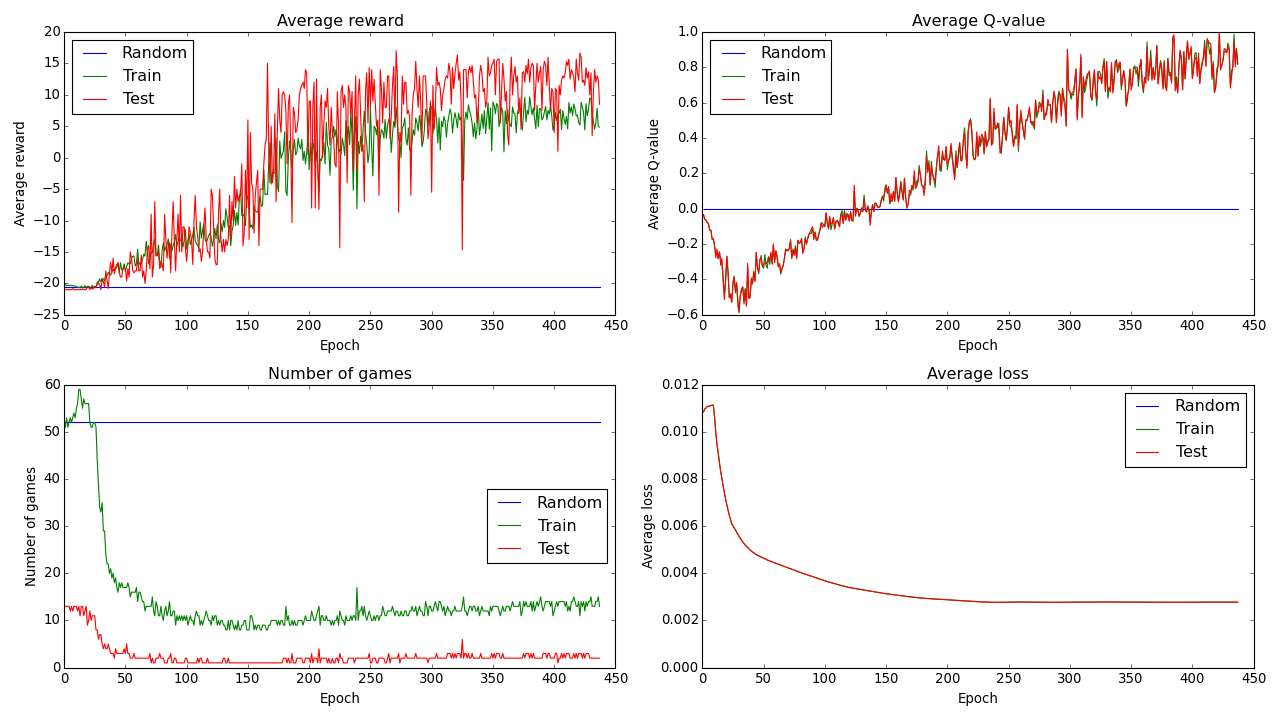 Average reward
Average reward
20
15
10
5
0
−5
−10
−15
−20
−25
0 50 100 150 200 250 300 350 400 450
Epoch
Random
Train
Test
Average Q-value
Average Q-value
1.0
0.8
0.6
0.4
0.2
0.0
−0.2
−0.4
−0.6
0 50 100 150 200 250 300 350 400 450
Epoch
Random
Train
Test
Number of games
Number of games
60
50
40
30
20
10
0
0 50 100 150 200 250 300 350 400 450
Epoch
Random
Train
Test
Average loss
Average loss
0.012
0.010
0.008
0.006
0.004
0.002
0.000
0 50 100 150 200 250 300 350 400 450
Epoch
Random
Train
Test